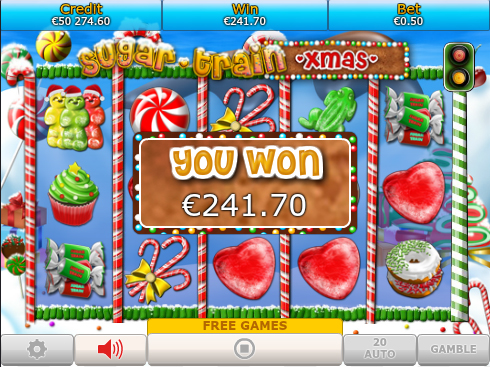 Credit Win Bet
€50 274.60 €241.70 €0.50
sugar·train ·xmas·
YOU WON
€241.70
FREE GAMES
20
AUTO
GAMBLE